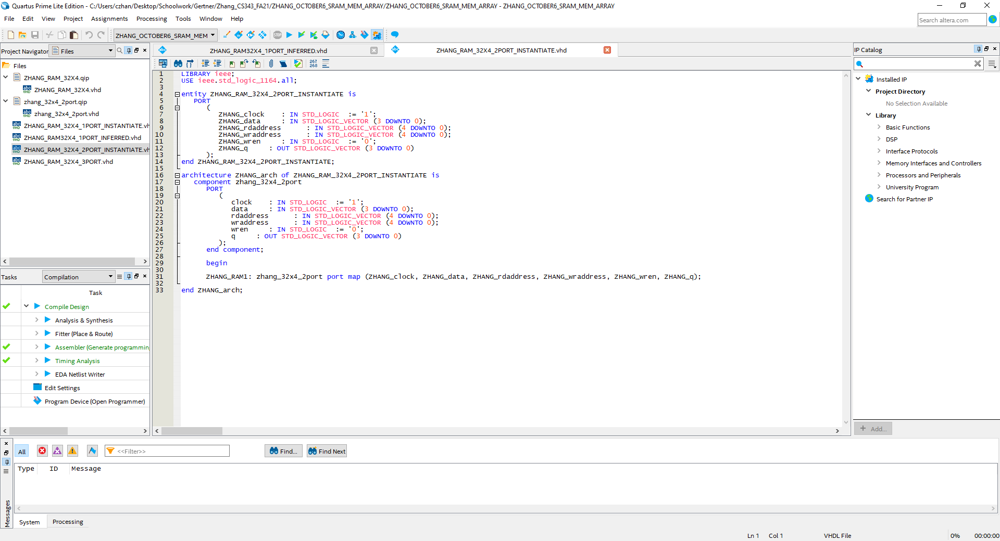 Quartus Prime Lite Edition - C:/Users/czhan/Desktop/Schoolwork/Gertner/Zhang_CS343_FA21/ZHANG_OCTOBER6_SRAM_MEM_ARRAY/ZHANG_OCTOBER6_SRAM_MEM_ARRAY - ZHANG_OCTOBER6_SRAM_MEM_ARRAY
File Edit View Project Assignments Processing Tools Window Help
Search altera.com
ZHANG_OCTOBER6_SRAM_MEM
STOP
Project Navigator Files
Files
ZHANG_RAM_32X4.qip
ZHANG_RAM_32X4.vhd
zhang_32x4_2port.qip
zhang_32x4_2port.vhd
ZHANG_RAM_32X4_1PORT_INSTANTIATE.vh
ZHANG_RAM32X4_1PORT_INFERRED.vhd
ZHANG_RAM_32X4_2PORT_INSTANTIATE.vh
ZHANG_RAM_32X4_3PORT.vhd
Tasks Compilation
Task
Compile Design
Analysis & Synthesis
Fitter (Place & Route)
Assembler (Generate programmin
Timing Analysis
EDA Netlist Writer
Edit Settings
Program Device (Open Programmer)
ZHANG_RAM32X4_1PORT_INFERRED.vhd
ZHANG_RAM_32X4_2PORT_INSTANTIATE.vhd
267
268
1 LIBRARY ieee;
2 USE ieee.std_logic_1164.all;
3
4 entity ZHANG_RAM_32X4_2PORT_INSTANTIATE is
5 PORT
6 (
7 ZHANG_clock : IN STD_LOGIC := '1';
8 ZHANG_data : IN STD_LOGIC_VECTOR (3 DOWNTO 0);
9 ZHANG_rdaddress : IN STD_LOGIC_VECTOR (4 DOWNTO 0);
10 ZHANG_wraddress : IN STD_LOGIC_VECTOR (4 DOWNTO 0);
11 ZHANG_wren : IN STD_LOGIC := '0';
12 ZHANG_q : OUT STD_LOGIC_VECTOR (3 DOWNTO 0)
13 );
14 end ZHANG_RAM_32X4_2PORT_INSTANTIATE;
15
16 architecture ZHANG_arch of ZHANG_RAM_32X4_2PORT_INSTANTIATE is
17 component zhang_32x4_2port
18 PORT
19 (
20 clock : IN STD_LOGIC := '1';
21 data : IN STD_LOGIC_VECTOR (3 DOWNTO 0);
22 rdaddress : IN STD_LOGIC_VECTOR (4 DOWNTO 0);
23 wraddress : IN STD_LOGIC_VECTOR (4 DOWNTO 0);
24 wren : IN STD_LOGIC := '0';
25 q : OUT STD_LOGIC_VECTOR (3 DOWNTO 0)
26 );
27 end component;
28
29 begin
30
31 ZHANG_RAM1: zhang_32x4_2port port map (ZHANG_clock, ZHANG_data, ZHANG_rdaddress, ZHANG_wraddress, ZHANG_wren, ZHANG_q);
32
33 end ZHANG_arch;
IP Catalog
Installed IP
Project Directory
No Selection Available
Library
Basic Functions
DSP
Interface Protocols
Memory Interfaces and Controllers
Processors and Peripherals
University Program
Search for Partner IP
+ Add...
All <<Filter>> Find... Find Next
Type ID Message
Messages
System Processing
Ln 1 Col 1 VHDL File 0% 00:00:00